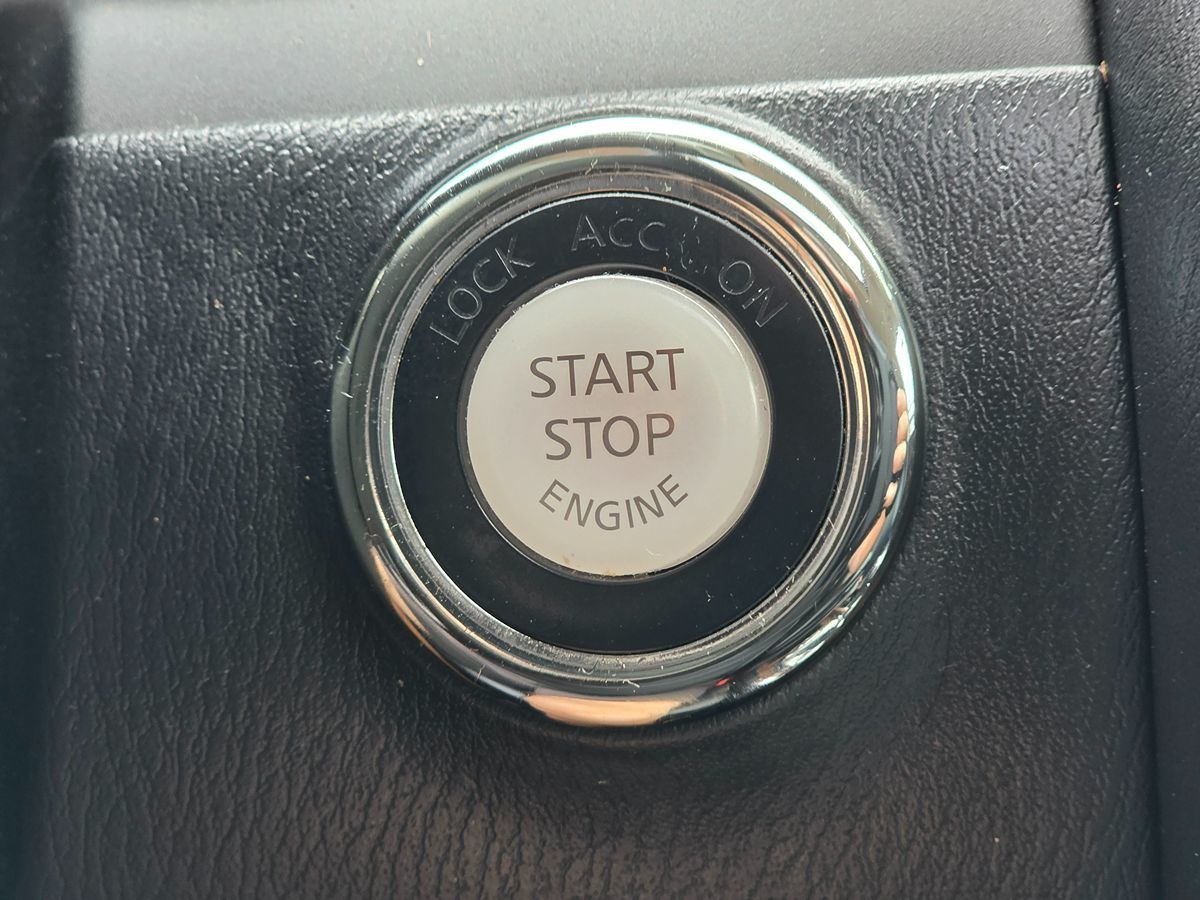 LOCK ACC ON
START
STOP
ENGINE